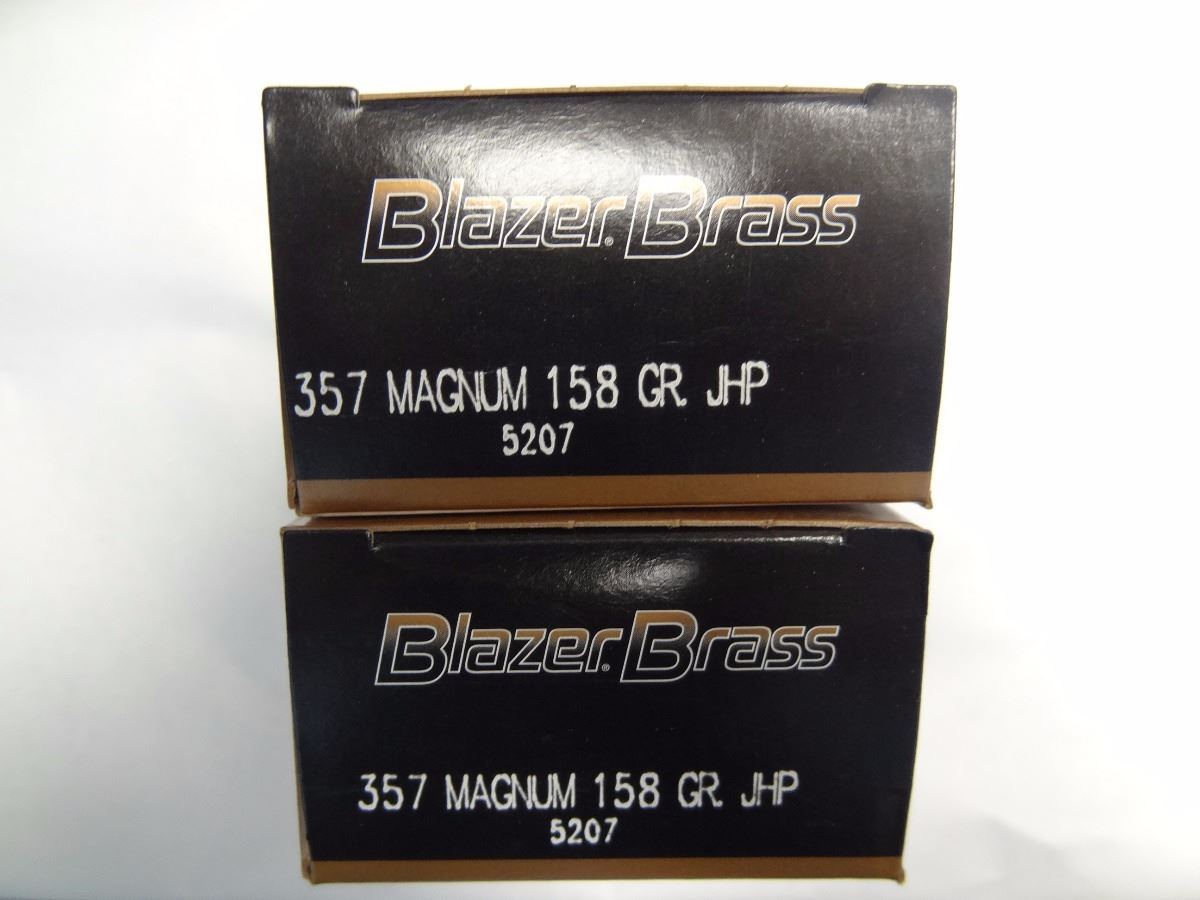 Blazer® Brass
357 MAGNUM 158 GR. JHP
5207
Blazer® Brass
357 MAGNUM 158 GR. JHP
5207